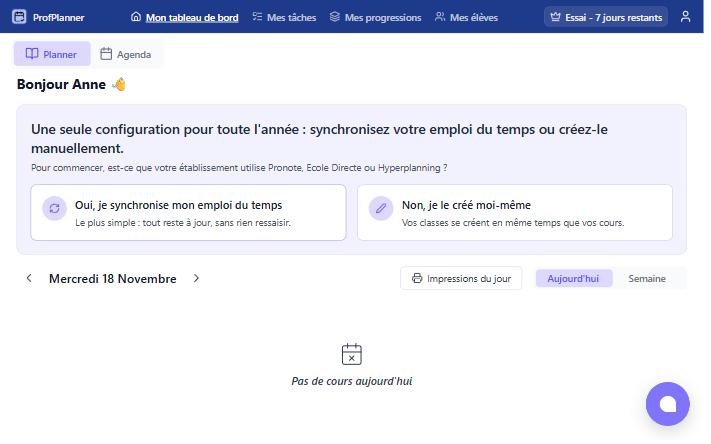 ProfPlanner
Mon tableau de bord
Mes tâches
Mes progressions
Mes élèves
Essai - 7 jours restants
Planner
Agenda
Bonjour Anne 👋
Une seule configuration pour toute l'année : synchronisez votre emploi du temps ou créez-le
manuellement.
Pour commencer, est-ce que votre établissement utilise Pronote, Ecole Directe ou Hyperplanning ?
Oui, je synchronise mon emploi du temps
Le plus simple : tout reste à jour, sans rien ressaisir.
Non, je le créé moi-même
Vos classes se créent en même temps que vos cours.
Mercredi 18 Novembre
Impressions du jour
Aujourd'hui
Semaine
Pas de cours aujourd'hui